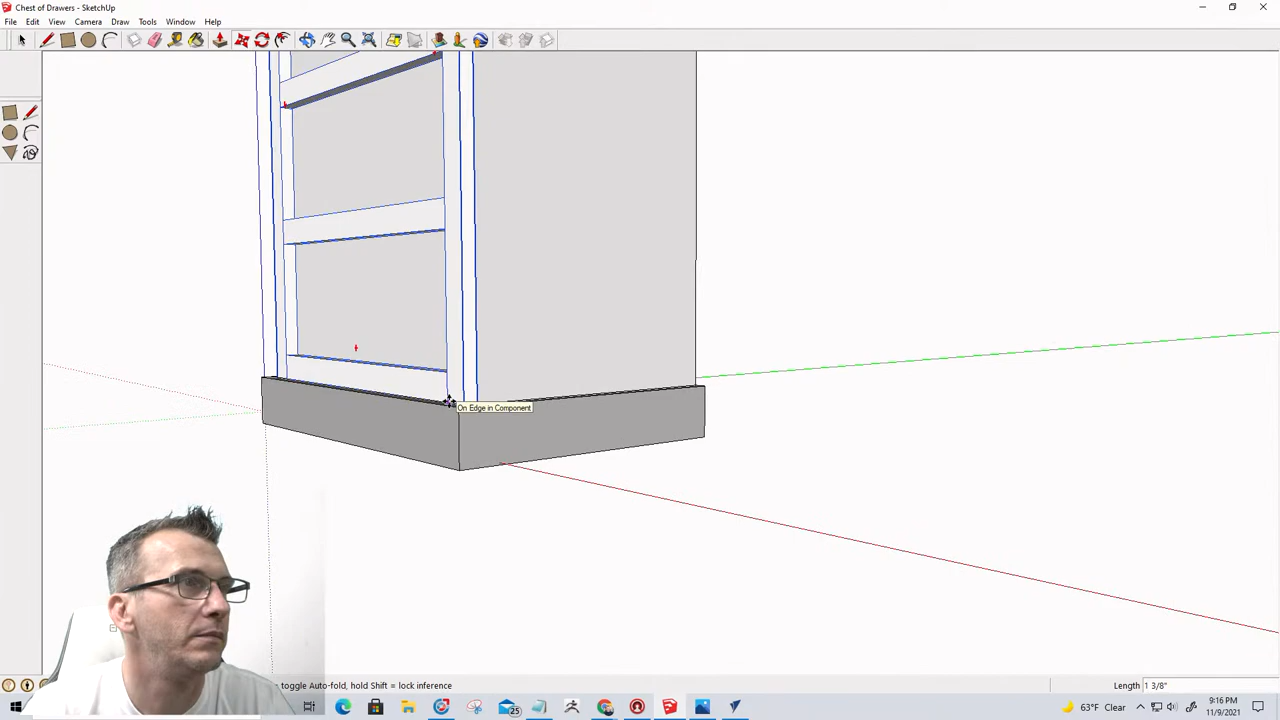 Chest of Drawers - SketchUp
File Edit View Camera Draw Tools Window Help
On Edge in Component
toggle Auto-fold, hold Shift = lock inference
Length 1 3/8"
25
63°F Clear
9:16 PM
11/9/2021